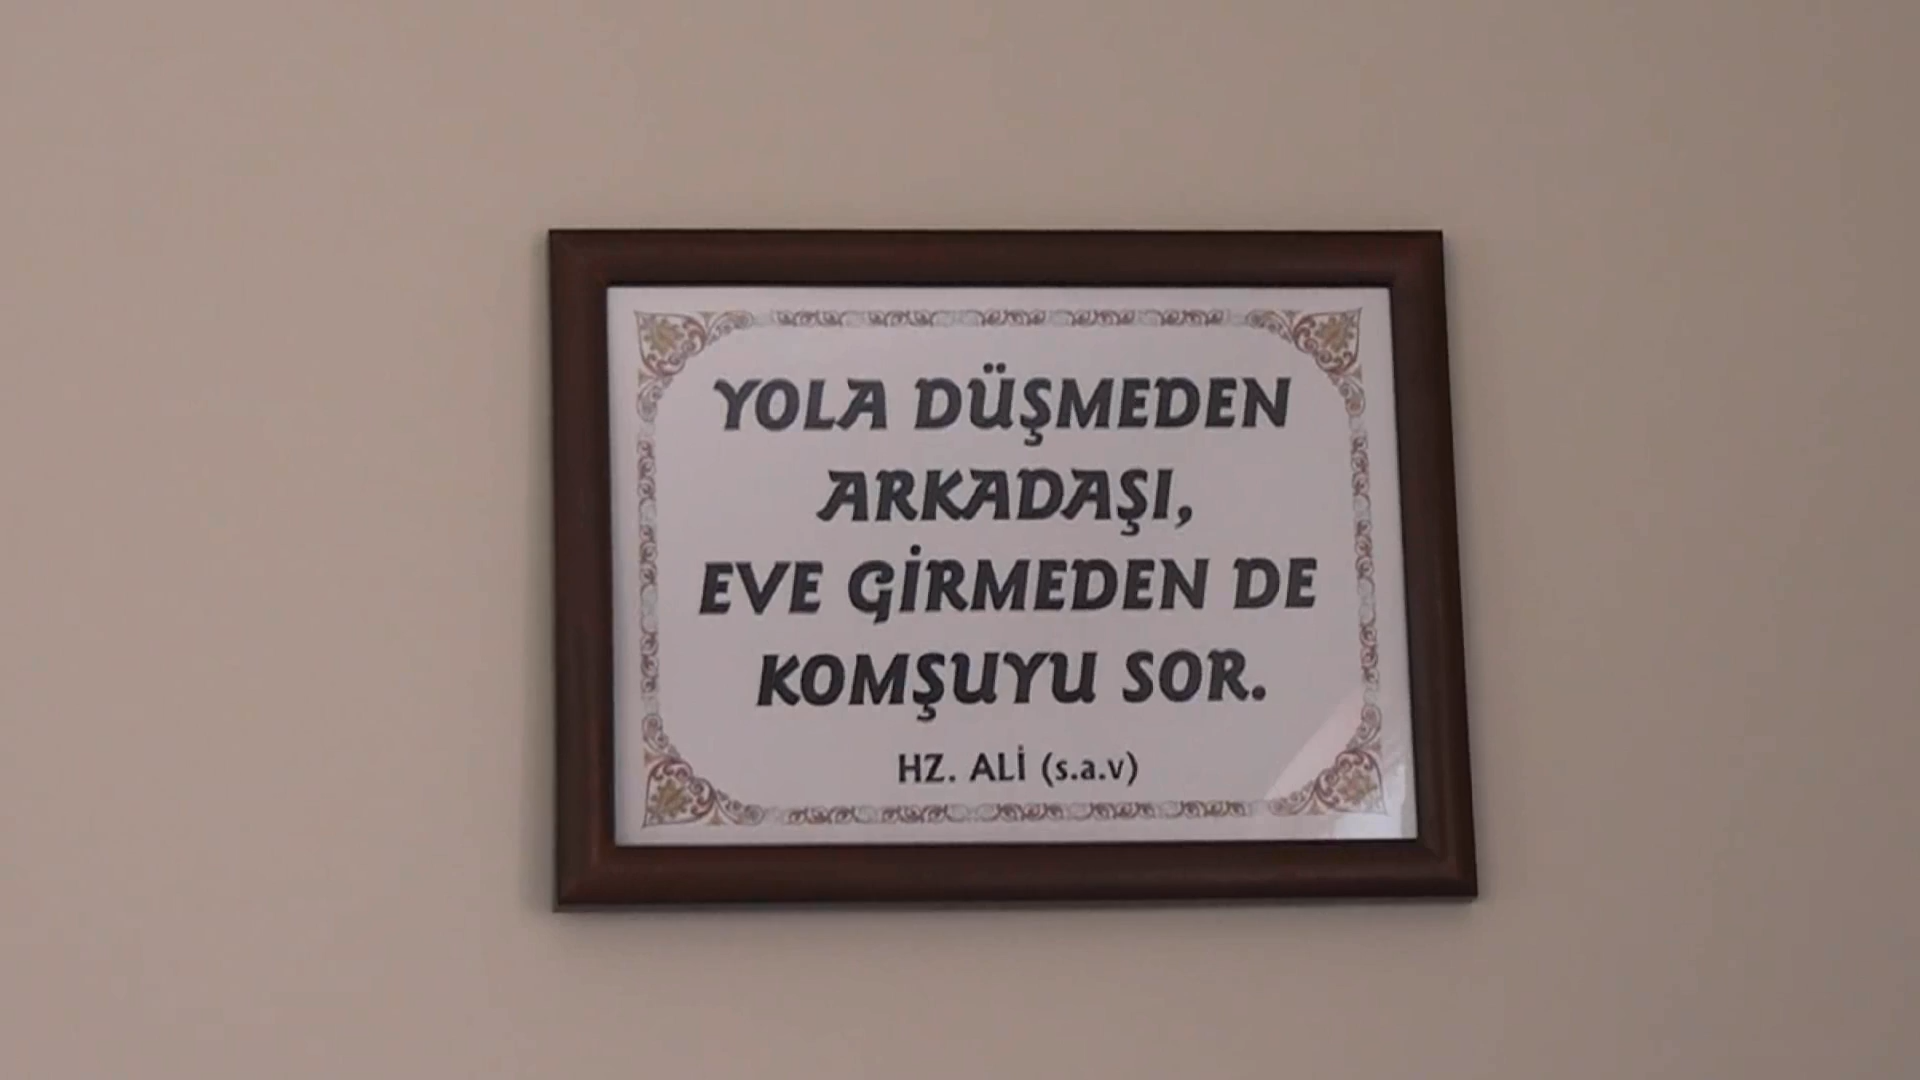 YOLA DÜŞMEDEN
ARKADAŞI,
EVE GİRMEDEN DE
KOMŞUYU SOR.
HZ. ALİ (s.a.v)